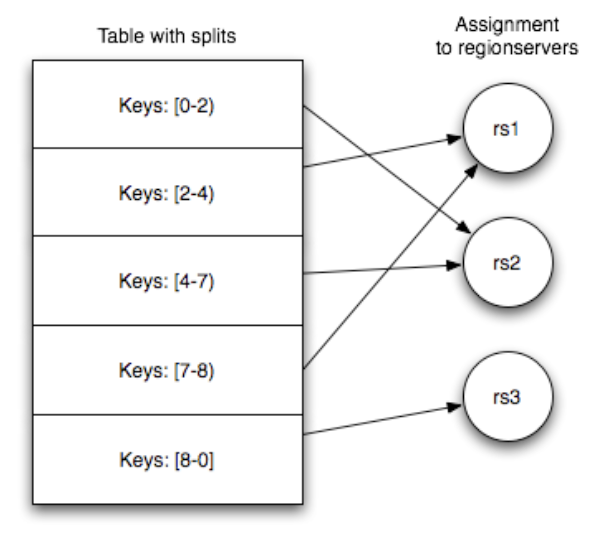 Table with splits
Assignment
to regionservers
Keys: [0-2)
Keys: [2-4)
Keys: [4-7)
Keys: [7-8)
Keys: [8-0]
rs1
rs2
rs3